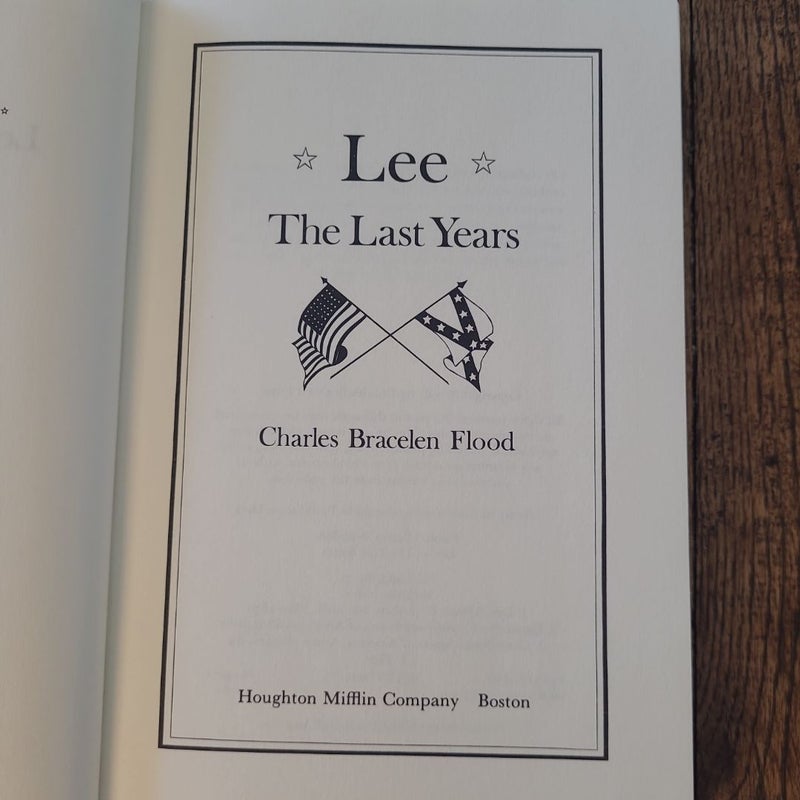 Lee
The Last Years
Charles Bracelen Flood
Houghton Mifflin Company Boston